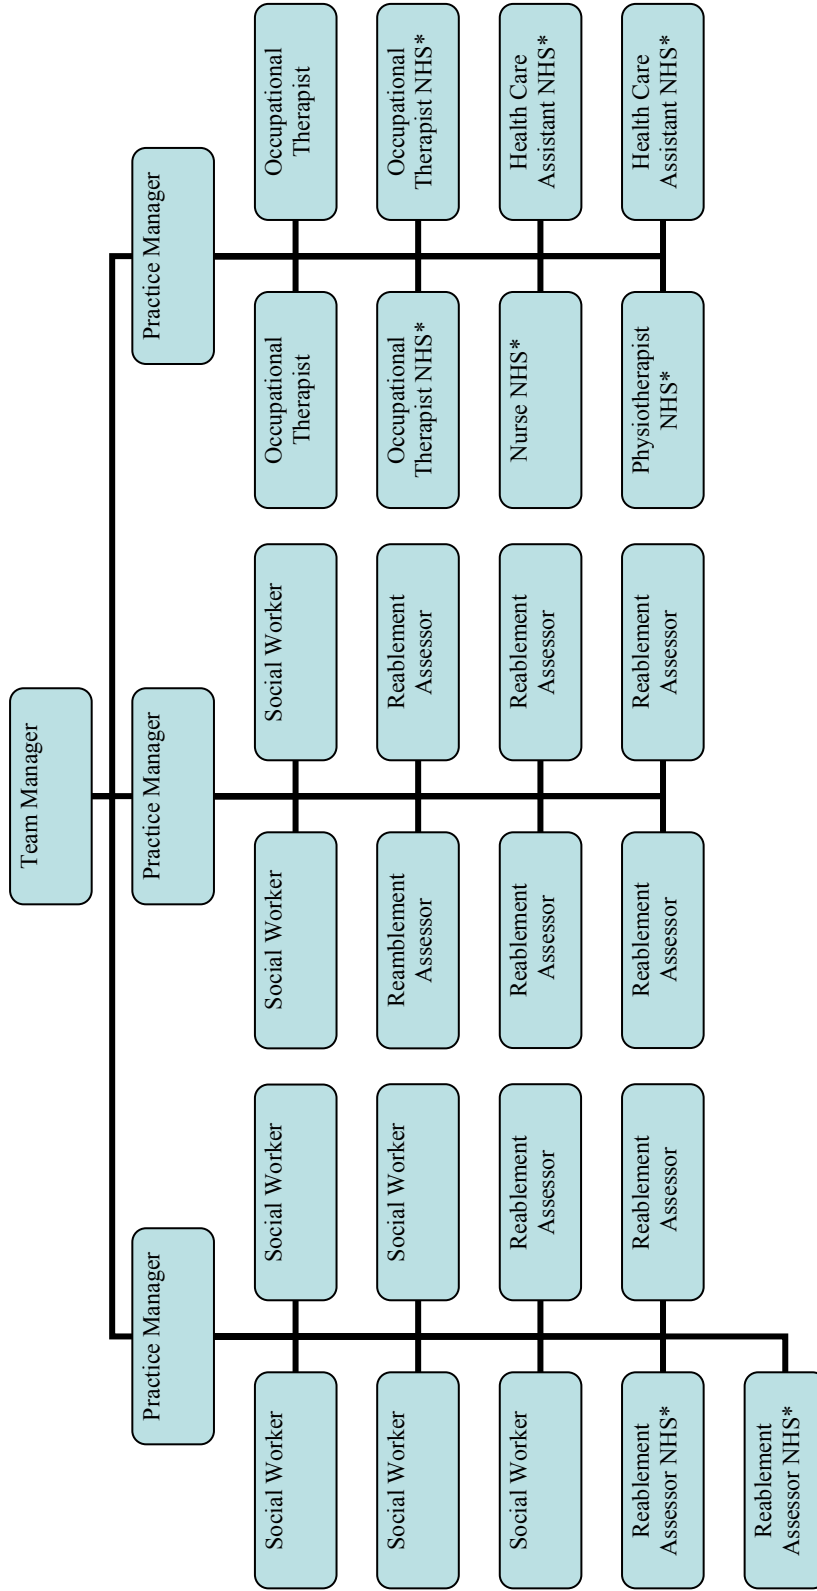 Team Manager
Practice Manager
Practice Manager
Practice Manager
Social Worker
Social Worker
Social Worker
Social Worker
Occupational
Therapist
Occupational
Therapist
Social Worker
Social Worker
Reamblement
Assessor
Reablement
Assessor
Occupational
Therapist NHS*
Occupational
Therapist NHS*
Social Worker
Reablement
Assessor
Reablement
Assessor
Reablement
Assessor
Nurse NHS*
Health Care
Assistant NHS*
Reablement
Assessor NHS*
Reablement
Assessor
Reablement
Assessor
Reablement
Assessor
Physiotherapist
NHS*
Health Care
Assistant NHS*
Reablement
Assessor NHS*